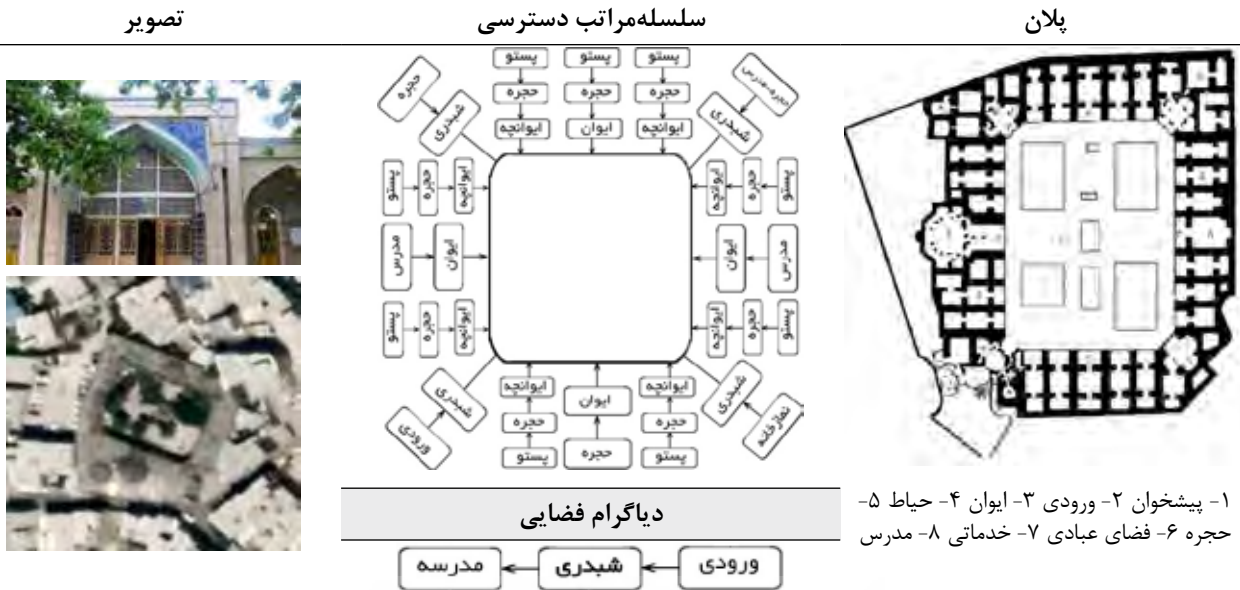 پلان
سلسله‌مراتب دسترسی
تصویر
پستو
پستو
پستو
حجره
حجره
حجره
ایوانچه
ایوان
ایوانچه
حجره-مدرس
شبدری
حجره
شبدری
پستو
حجره
ایوانچه
ایوانچه
حجره
پستو
مدرس
ایوان
ایوان
مدرس
پستو
حجره
ایوانچه
ایوانچه
حجره
پستو
شبدری
نمازخانه
شبدری
ورودی
ایوانچه
ایوان
ایوانچه
حجره
حجره
حجره
پستو
پستو
۱- پیشخوان ۲- ورودی ۳- ایوان ۴- حیاط ۵-
حجره ۶- فضای عبادی ۷- خدماتی ۸- مدرس
دیاگرام فضایی
ورودی
شبدری
مدرسه